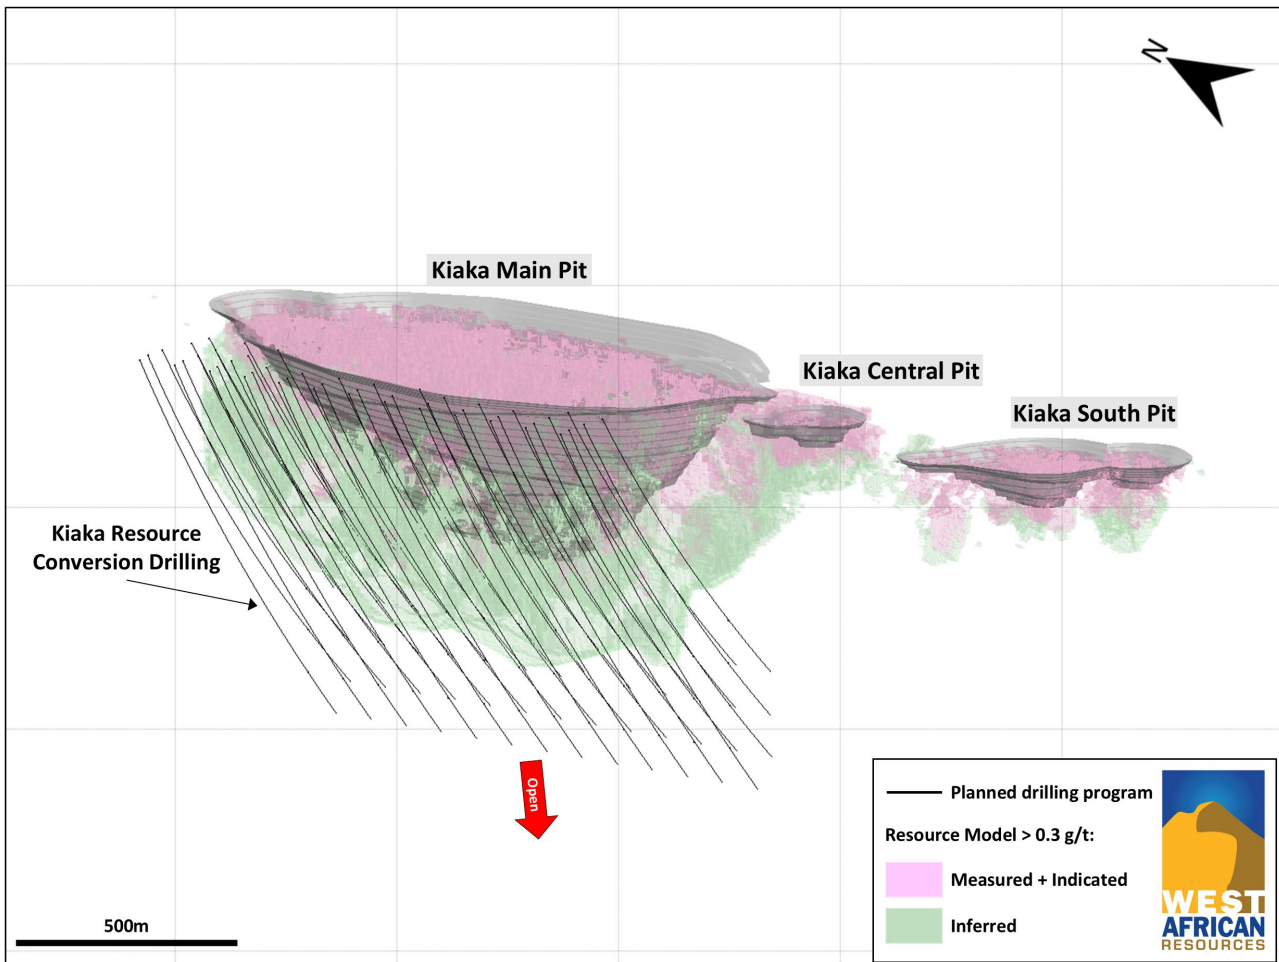 N
Kiaka Main Pit
Kiaka Central Pit
Kiaka South Pit
Kiaka Resource
Conversion Drilling
Open
500m
Planned drilling program
Resource Model > 0.3 g/t:
Measured + Indicated
Inferred
WEST
AFRICAN
RESOURCES